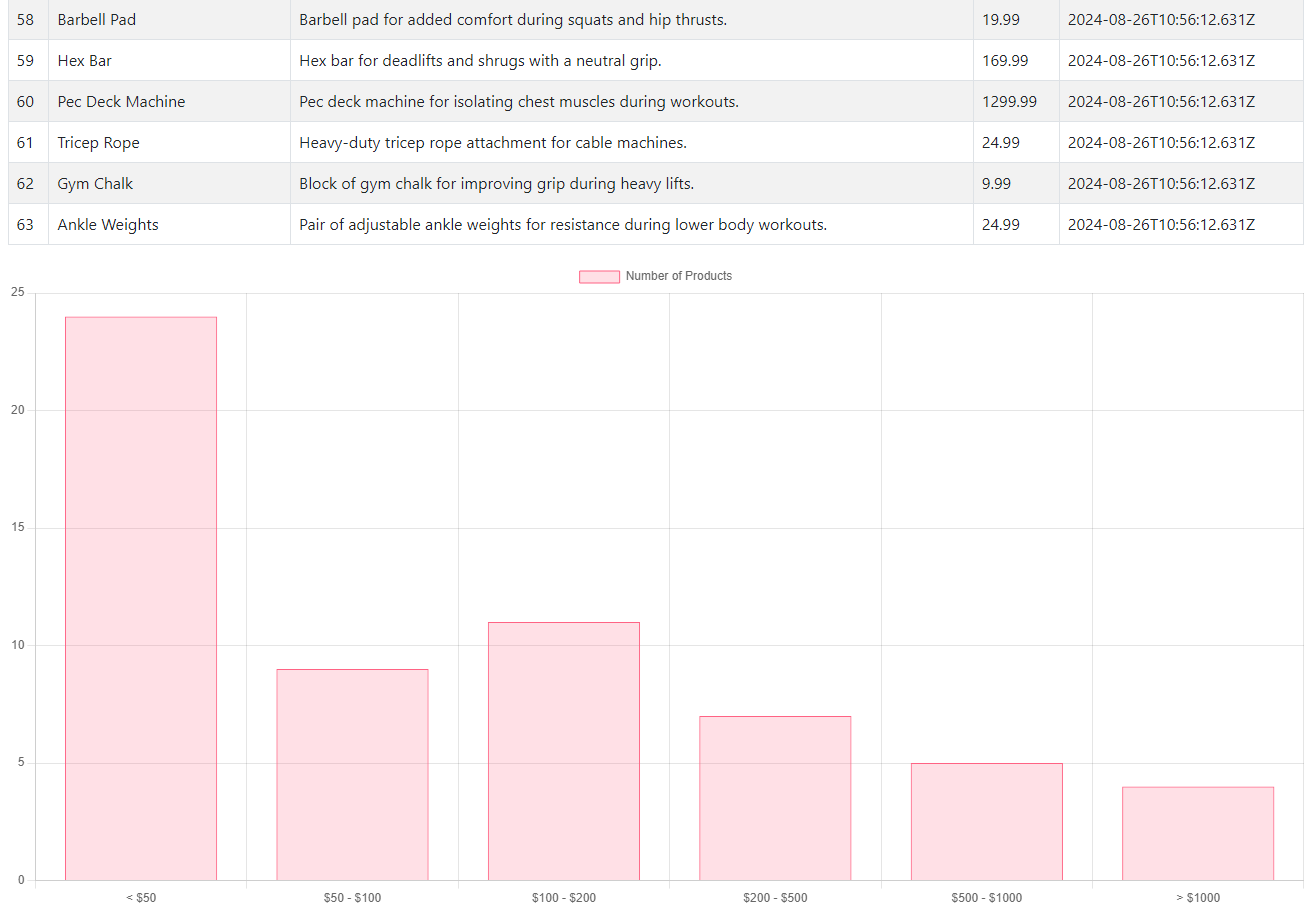 58 Barbell Pad Barbell pad for added comfort during squats and hip thrusts. 19.99 2024-08-26T10:56:12.631Z
59 Hex Bar Hex bar for deadlifts and shrugs with a neutral grip. 169.99 2024-08-26T10:56:12.631Z
60 Pec Deck Machine Pec deck machine for isolating chest muscles during workouts. 1299.99 2024-08-26T10:56:12.631Z
61 Tricep Rope Heavy-duty tricep rope attachment for cable machines. 24.99 2024-08-26T10:56:12.631Z
62 Gym Chalk Block of gym chalk for improving grip during heavy lifts. 9.99 2024-08-26T10:56:12.631Z
63 Ankle Weights Pair of adjustable ankle weights for resistance during lower body workouts. 24.99 2024-08-26T10:56:12.631Z
Number of Products
25
20
15
10
5
0
< $50 $50 - $100 $100 - $200 $200 - $500 $500 - $1000 > $1000